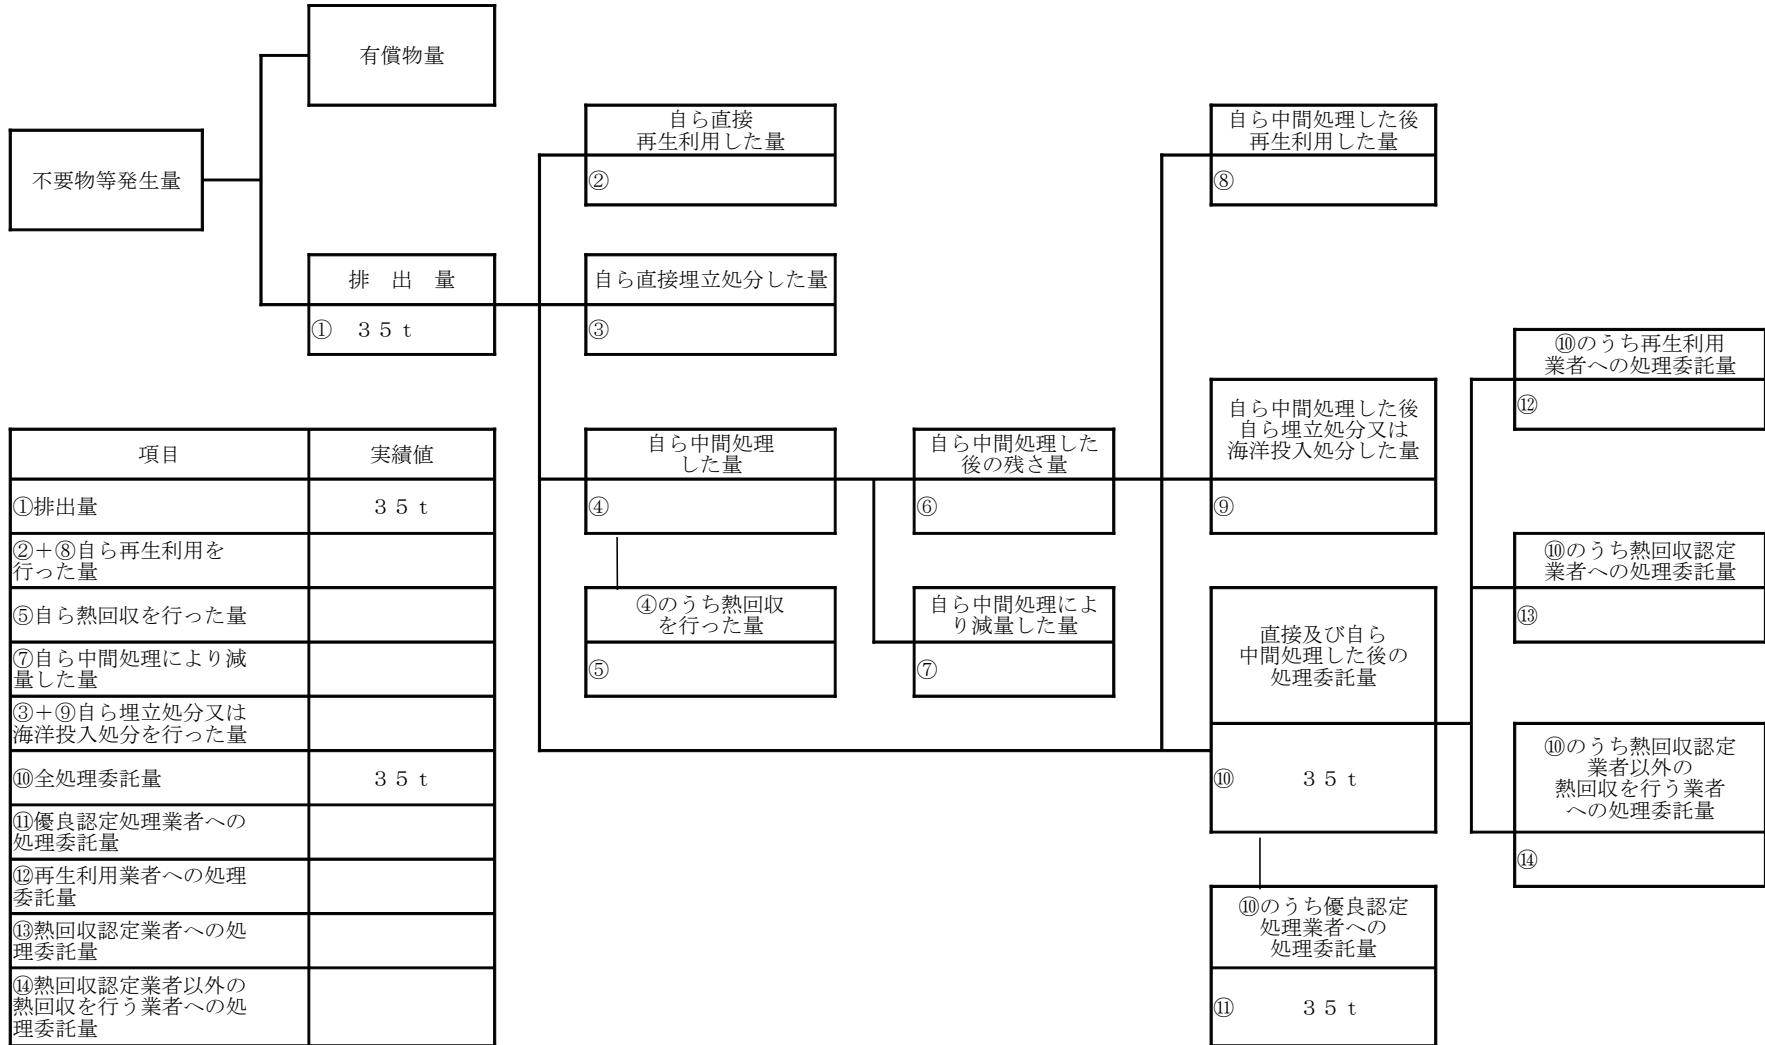 有償物量
不要物等発生量
排　出　量
①　３５ｔ
自ら直接
再生利用した量
②
自ら直接埋立処分した量
③
自ら中間処理
した量
④
④のうち熱回収
を行った量
⑤
自ら中間処理した
後の残さ量
⑥
自ら中間処理によ
り減量した量
⑦
自ら中間処理した後
再生利用した量
⑧
自ら中間処理した後
自ら埋立処分又は
海洋投入処分した量
⑨
直接及び自ら
中間処理した後の
処理委託量
⑩　３５ｔ
⑩のうち優良認定
処理業者への
処理委託量
⑪　３５ｔ
⑩のうち再生利用
業者への処理委託量
⑫
⑩のうち熱回収認定
業者への処理委託量
⑬
⑩のうち熱回収認定
業者以外の
熱回収を行う業者
への処理委託量
⑭
項目　実績値
①排出量　３５ｔ
②＋⑧自ら再生利用を
行った量
⑤自ら熱回収を行った量
⑦自ら中間処理により減
量した量
③＋⑨自ら埋立処分又は
海洋投入処分を行った量
⑩全処理委託量　３５ｔ
⑪優良認定処理業者への
処理委託量
⑫再生利用業者への処理
委託量
⑬熱回収認定業者への処
理委託量
⑭熱回収認定業者以外の
熱回収を行う業者への処
理委託量